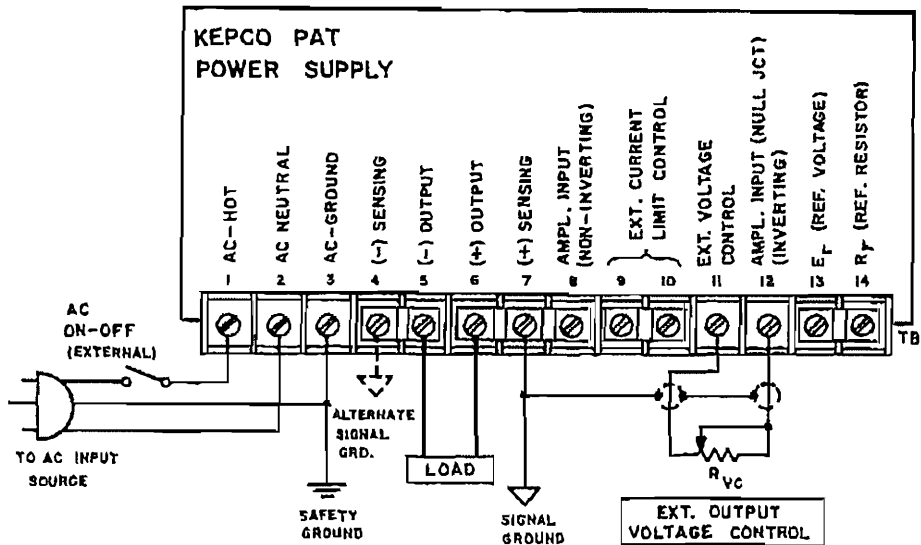 KEPCO PAT
POWER SUPPLY
AC-HOT
AC NEUTRAL
AC-GROUND
(-) SENSING
(-) OUTPUT
(+) OUTPUT
(+) SENSING
AMPL. INPUT
(NON-INVERTING)
EXT. CURRENT
LIMIT CONTROL
EXT. VOLTAGE
CONTROL
AMPL. INPUT (NULL JCT)
(INVERTING)
Er (REF. VOLTAGE)
Rr (REF. RESISTOR)
1 2 3 4 5 6 7 8 9 10 11 12 13 14
TB
AC
ON-OFF
(EXTERNAL)
TO AC INPUT
SOURCE
SAFETY
GROUND
ALTERNATE
SIGNAL
GRD.
LOAD
SIGNAL
GROUND
RVC
EXT. OUTPUT
VOLTAGE CONTROL